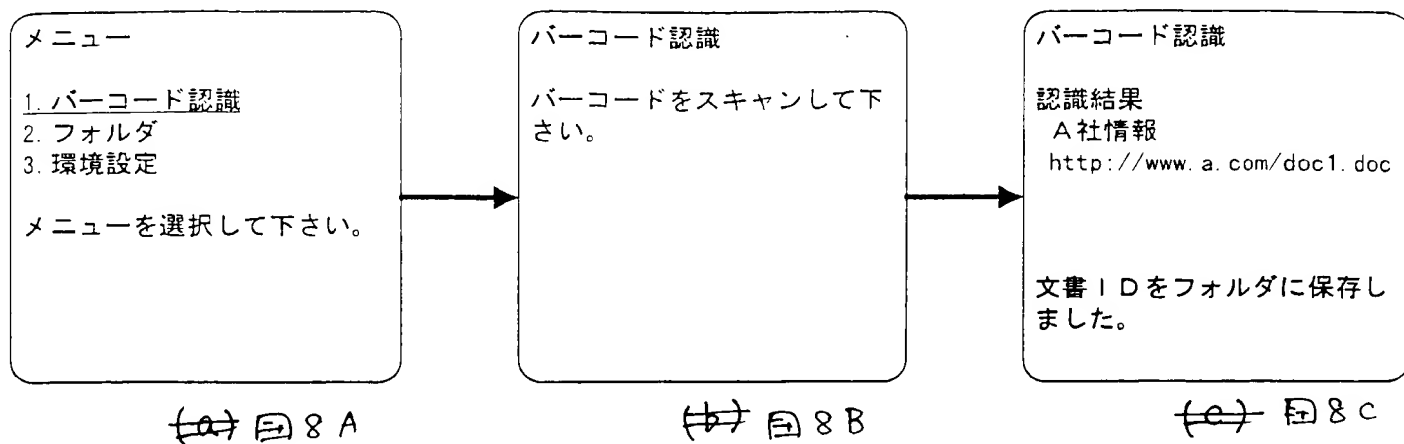 メニュー
1. バーコード認識
2. フォルダ
3. 環境設定
メニューを選択して下さい。
バーコード認識
バーコードをスキャンして下
さい。
バーコード認識
認識結果
A社情報
http://www.a.com/doc1.doc
文書IDをフォルダに保存し
ました。
(a) 図8A
(b) 図8B
(c) 図8C